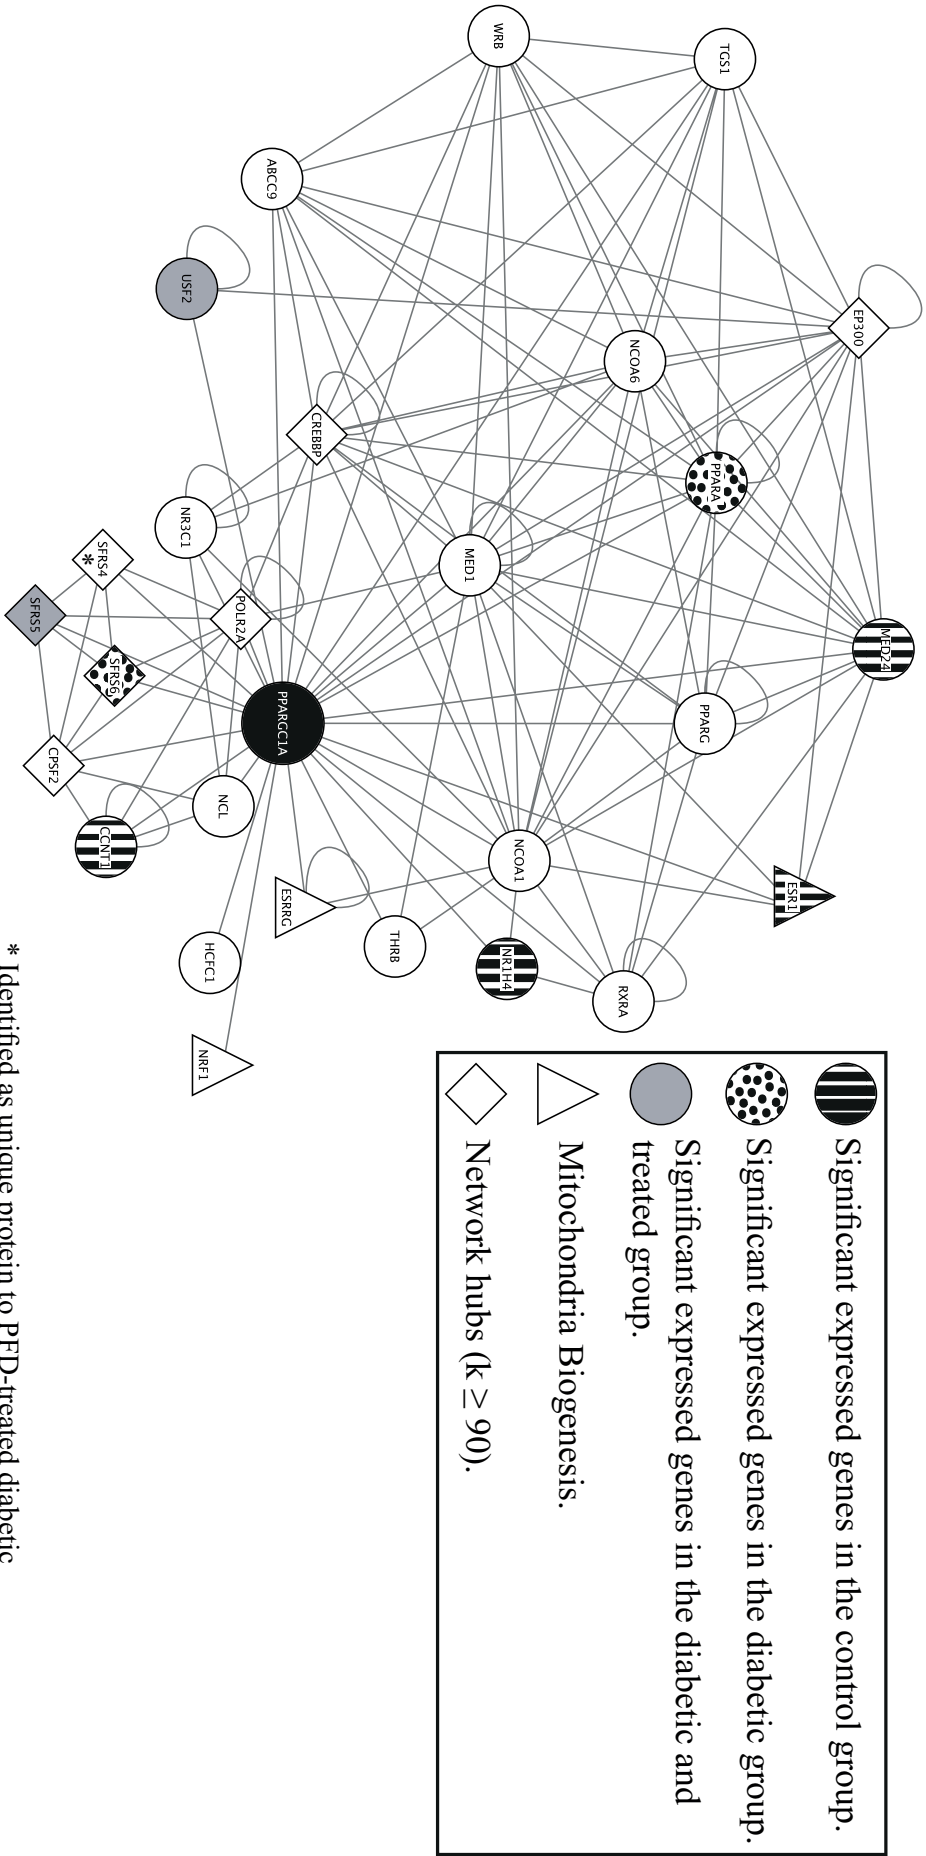 WRB
TGS1
ABCC9
USF2
EP300
NCOA6
CREBBP
PPARA
NR3C1
SFRS4
*
MED1
SFRS5
POLR2A
SFRS6
MED24
PPARGC1A
PPARG
CPSF2
NCL
CCNT1
NCOA1
ESRRG
ESR1
THRB
HCFC1
NR1H4
RXRA
NRF1
Significant expressed genes in the control group.
Significant expressed genes in the diabetic group.
Significant expressed genes in the diabetic and
treated group.
Mitochondria Biogenesis.
Network hubs (k ≥ 90).
* Identified as unique protein to PFD-treated diabetic